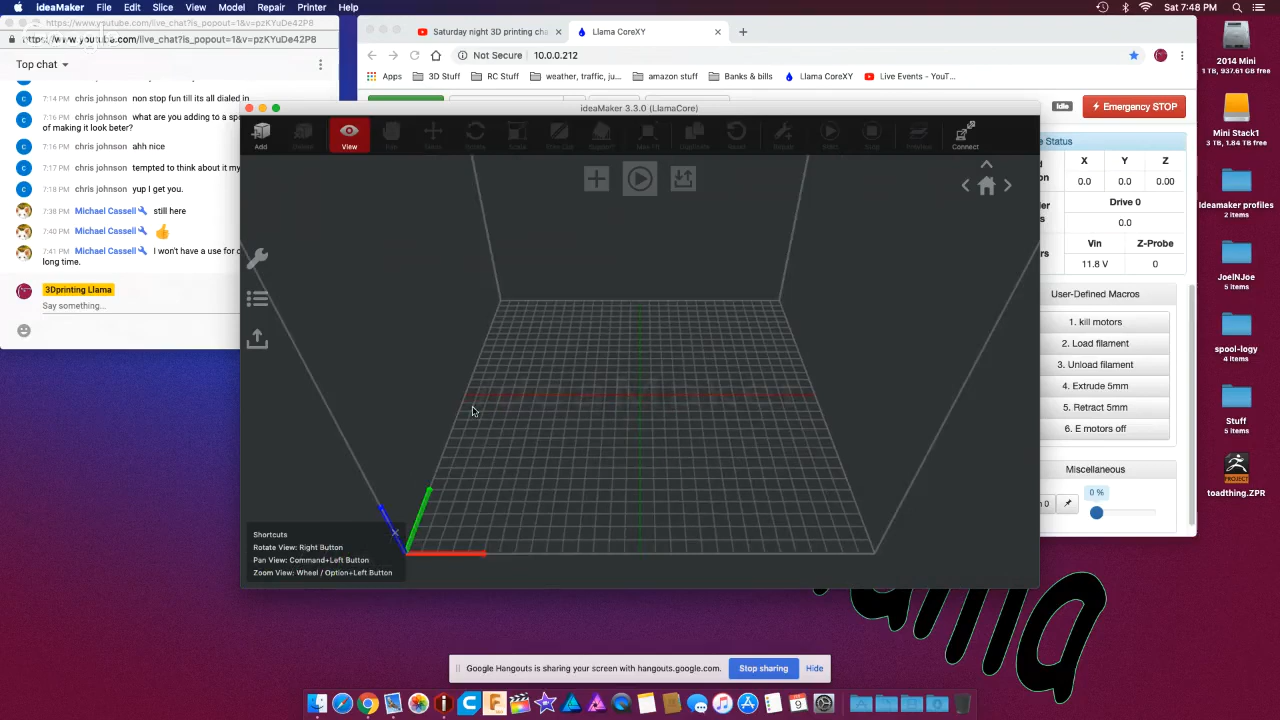 IdeaMaker File Edit Slice View Model Repair Printer Help
Sat 7:48 PM
https://www.youtube.com/live_chat?is_popout=1&v=pzKYuDe42P8
https://www.youtube.com/live_chat?is_popout=1&v=pzKYuDe42P8
Top chat
7:14 PM chris johnson non stop fun till its all dialed in
7:16 PM chris johnson what are you adding to a sp
of making it look beter?
7:16 PM chris johnson ahh nice
7:17 PM chris johnson tempted to think about it my
7:18 PM chris johnson yup I get you.
7:38 PM Michael Cassell still here
7:40 PM Michael Cassell 👍
7:41 PM Michael Cassell I won't have a use for
long time.
3Dprinting Llama
Say something...
Saturday night 3D printing cha
Llama CoreXY
Not Secure 10.0.0.212
Apps 3D Stuff RC Stuff weather, traffic, ju... amazon stuff Banks & bills Llama CoreXY Live Events - YouT...
Idle
Emergency STOP
Status
X Y Z
0.0 0.0 0.00
Drive 0
0.0
Vin Z-Probe
11.8 V 0
User-Defined Macros
1. kill motors
2. Load filament
3. Unload filament
4. Extrude 5mm
5. Retract 5mm
6. E motors off
Miscellaneous
0 %
ideaMaker 3.3.0 (LlamaCore)
Add
View
Connect
Shortcuts
Rotate View: Right Button
Pan View: Command+Left Button
Zoom View: Wheel / Option+Left Button
2014 Mini
1 TB, 937.61 GB free
Mini Stack1
3 TB, 1.84 TB free
Ideamaker profiles
2 items
JoelNJoe
5 items
spool-logy
4 items
Stuff
5 items
PROJECT
toadthing.ZPR
Google Hangouts is sharing your screen with hangouts.google.com.
Stop sharing
Hide
9